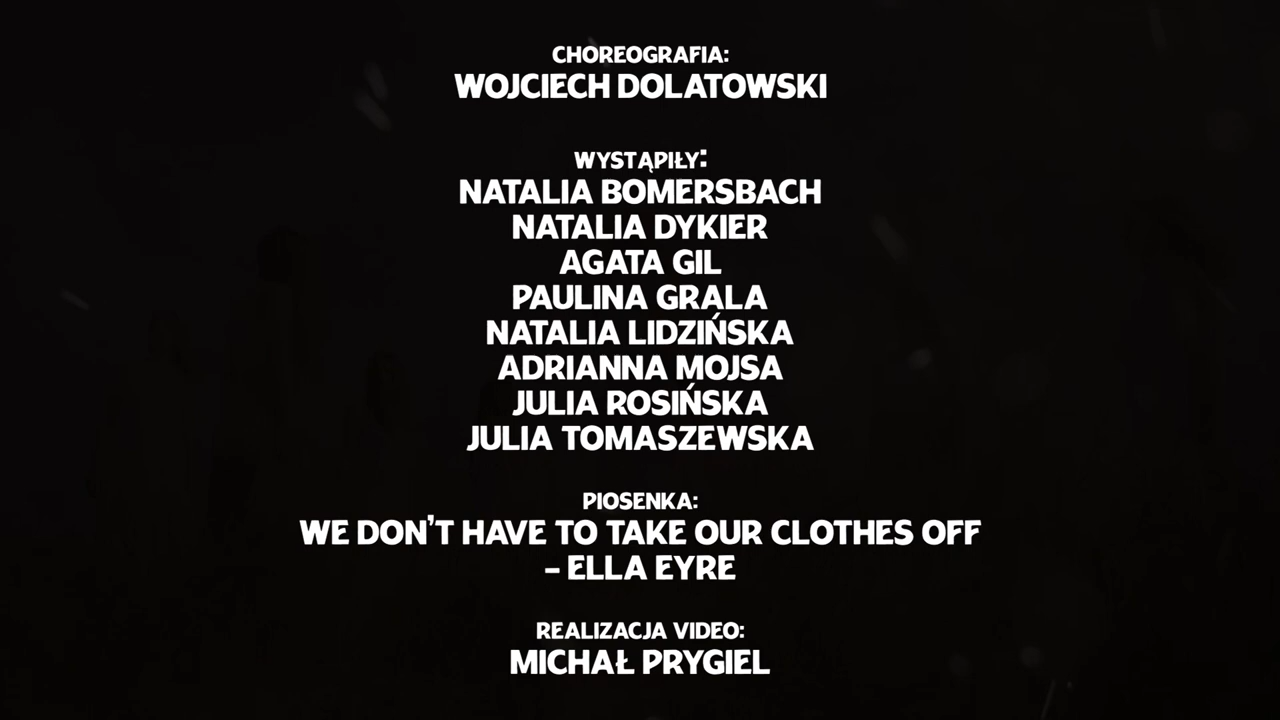 CHOREOGRAFIA:
WOJCIECH DOLATOWSKI
WYSTĄPIŁY:
NATALIA BOMERSBACH
NATALIA DYKIER
AGATA GIL
PAULINA GRALA
NATALIA LIDZIŃSKA
ADRIANNA MOJSA
JULIA ROSIŃSKA
JULIA TOMASZEWSKA
PIOSENKA:
WE DON'T HAVE TO TAKE OUR CLOTHES OFF
- ELLA EYRE
REALIZACJA VIDEO:
MICHAŁ PRYGIEL